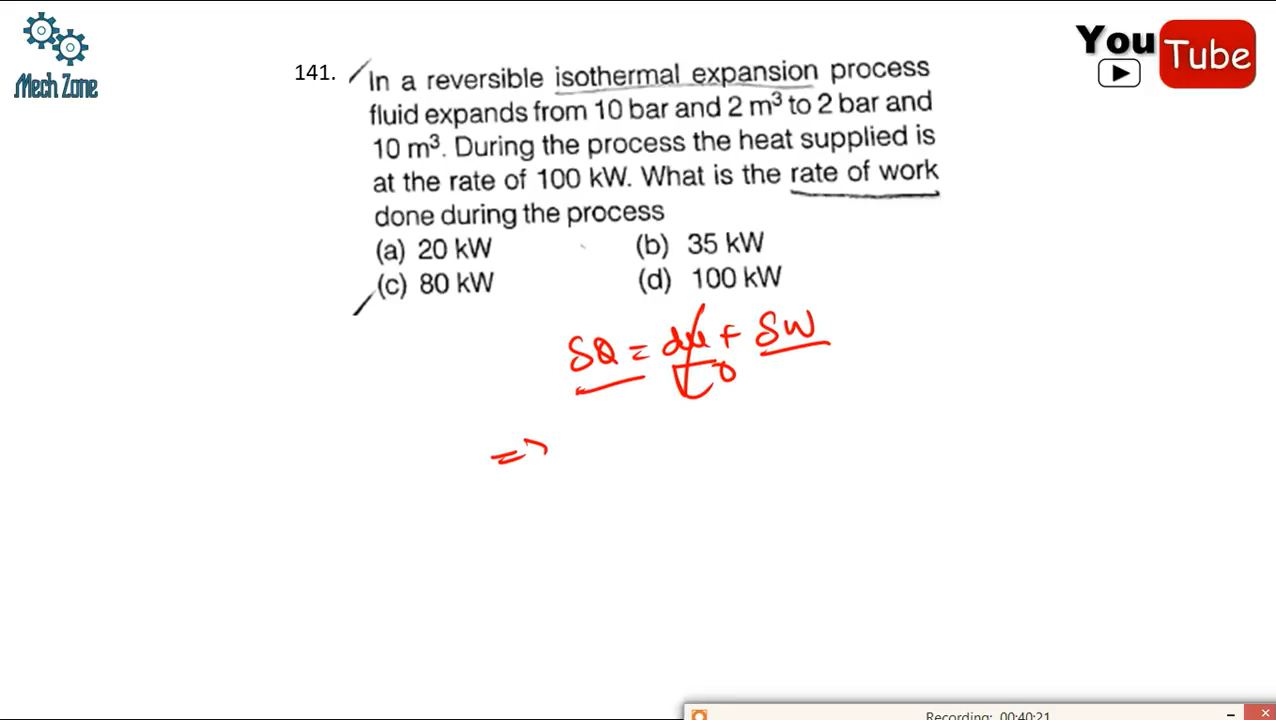 You Tube
Mech Zone
141. In a reversible isothermal expansion process
fluid expands from 10 bar and 2 m³ to 2 bar and
10 m³. During the process the heat supplied is
at the rate of 100 kW. What is the rate of work
done during the process
(a) 20 kW (b) 35 kW
(c) 80 kW (d) 100 kW
δQ = du + δW
0
=>
Recording: 00:40:21